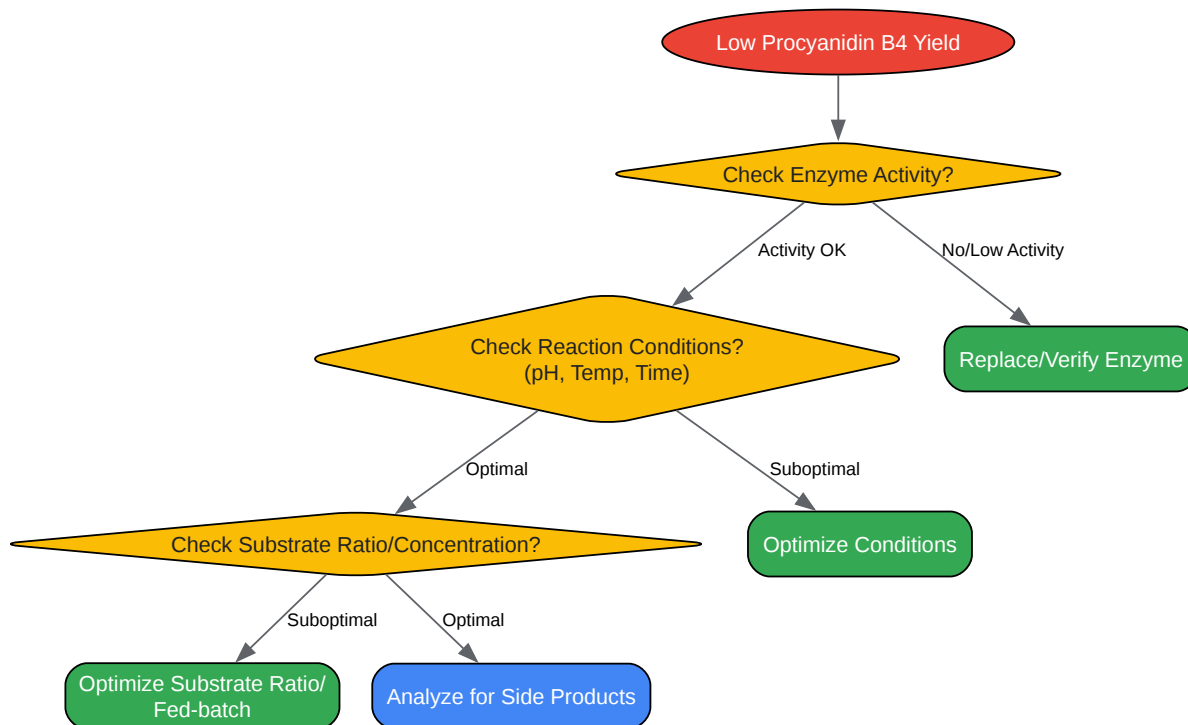 Low Procyanidin B4 Yield
Check Enzyme Activity?
Activity OK
No/Low Activity
Check Reaction Conditions?
(pH, Temp, Time)
Replace/Verify Enzyme
Optimal
Suboptimal
Check Substrate Ratio/Concentration?
Optimize Conditions
Suboptimal
Optimal
Optimize Substrate Ratio/
Fed-batch
Analyze for Side Products